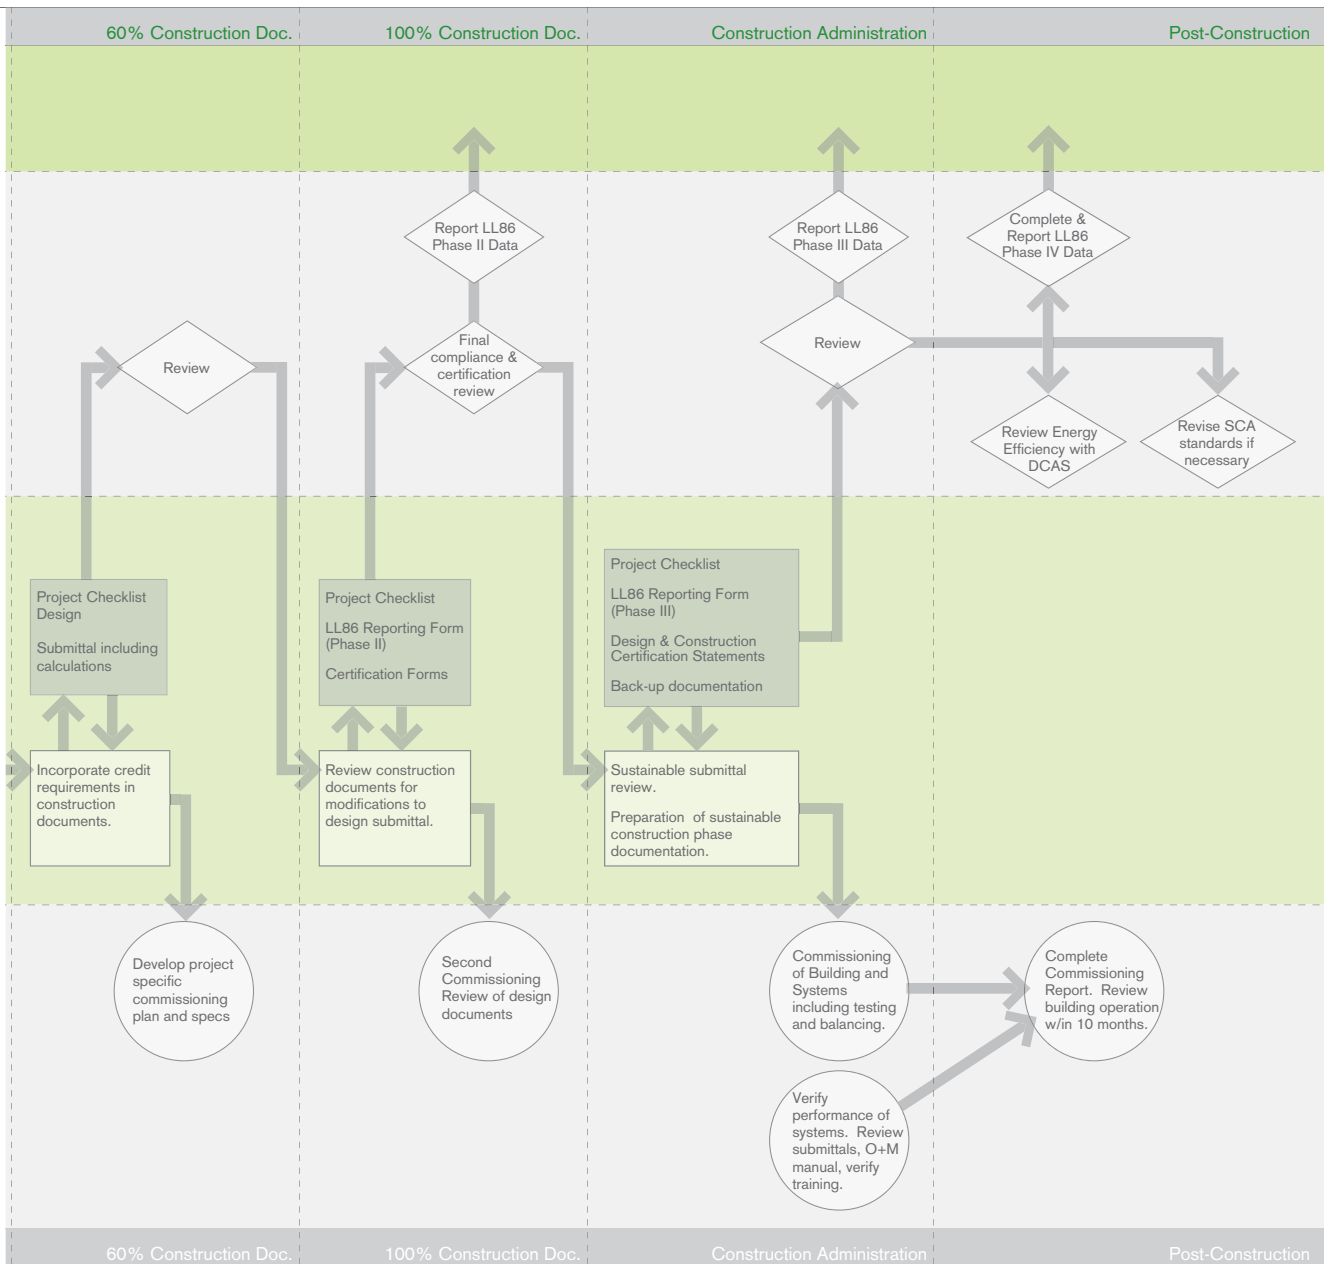 60% Construction Doc.
100% Construction Doc.
Construction Administration
Post-Construction
Report LL86
Phase II Data
Report LL86
Phase III Data
Complete &
Report LL86
Phase IV Data
Review
Final
compliance &
certification
review
Review
Review Energy
Efficiency with
DCAS
Revise SCA
standards if
necessary
Project Checklist
Design
Submittal including
calculations
Project Checklist
LL86 Reporting Form
(Phase II)
Certification Forms
Project Checklist
LL86 Reporting Form
(Phase III)
Design & Construction
Certification Statements
Back-up documentation
Incorporate credit
requirements in
construction
documents.
Review construction
documents for
modifications to
design submittal.
Sustainable submittal
review.
Preparation of sustainable
construction phase
documentation.
Develop project
specific
commissioning
plan and specs
Second
Commissioning
Review of design
documents
Commissioning
of Building and
Systems
including testing
and balancing.
Complete
Commissioning
Report. Review
building operation
w/in 10 months.
Verify
performance of
systems. Review
submittals, O+M
manual, verify
training.
60% Construction Doc.
100% Construction Doc.
Construction Administration
Post-Construction